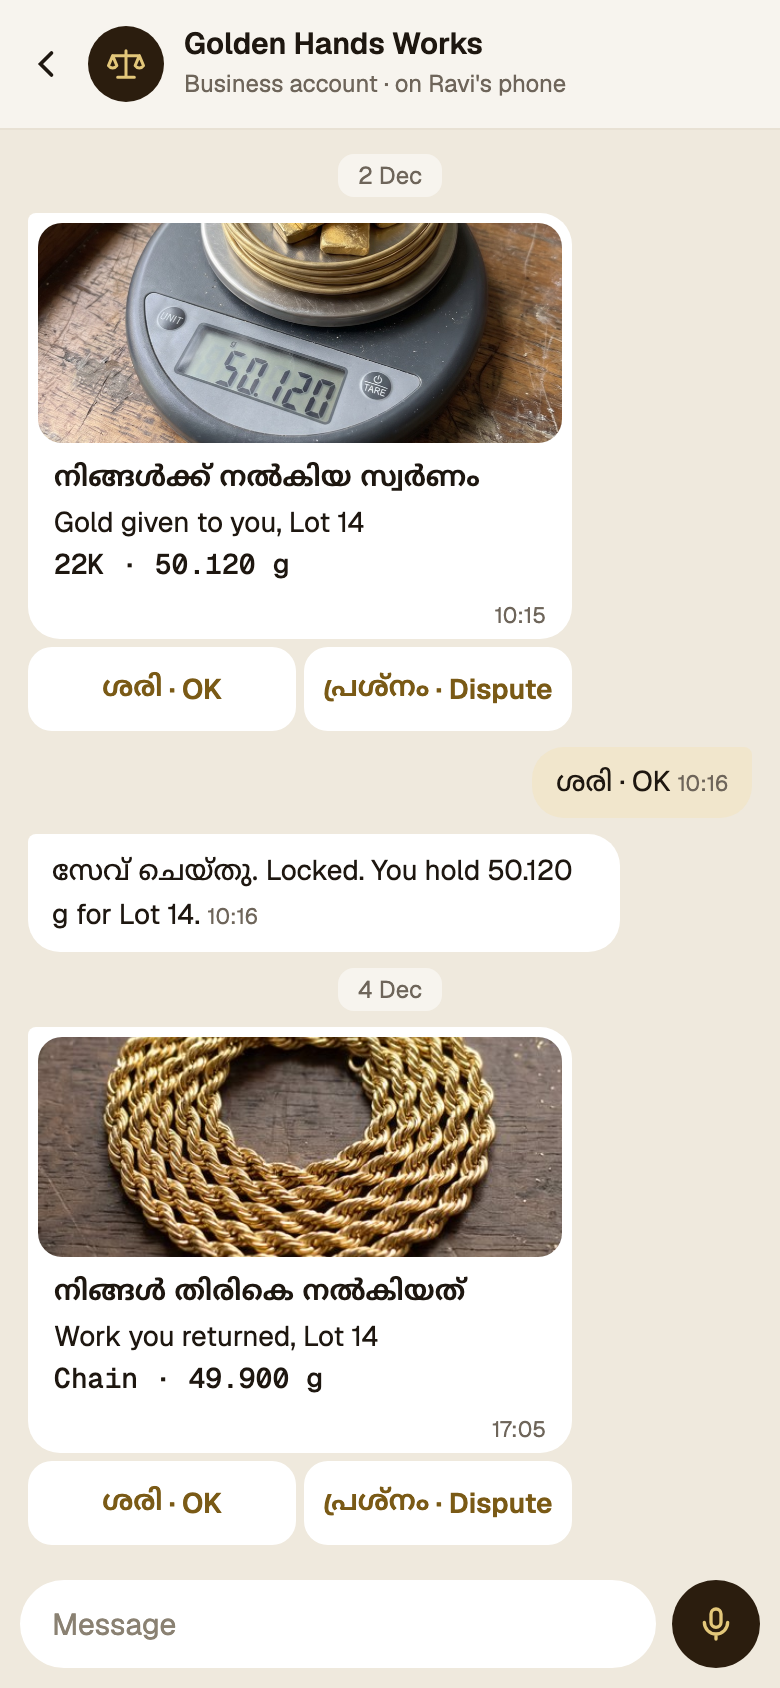 Golden Hands Works
Business account · on Ravi's phone
2 Dec
UNIT
g
50.120
TARE
നിങ്ങൾക്ക് നൽകിയ സ്വർണം
Gold given to you, Lot 14
22K · 50.120 g
10:15
ശരി · OK
പ്രശ്നം · Dispute
ശരി · OK 10:16
സേവ് ചെയ്തു. Locked. You hold 50.120
g for Lot 14. 10:16
4 Dec
നിങ്ങൾ തിരികെ നൽകിയത്
Work you returned, Lot 14
Chain · 49.900 g
17:05
ശരി · OK
പ്രശ്നം · Dispute
Message